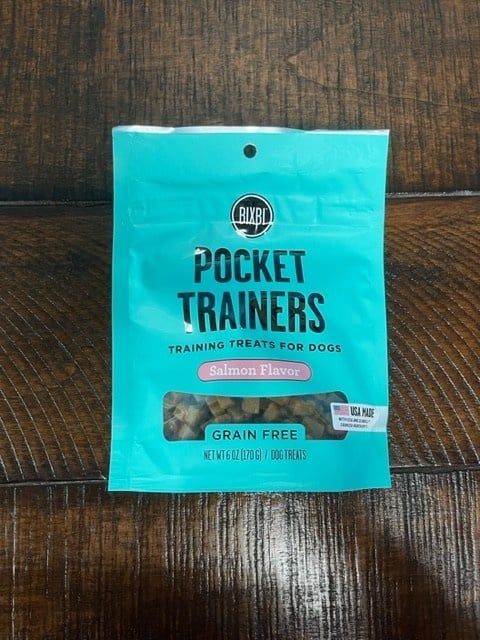 BIXBI
POCKET
TRAINERS
TRAINING TREATS FOR DOGS
Salmon Flavor
USA MADE
GRAIN FREE
NET WT 6 OZ (170 G) / DOG TREATS